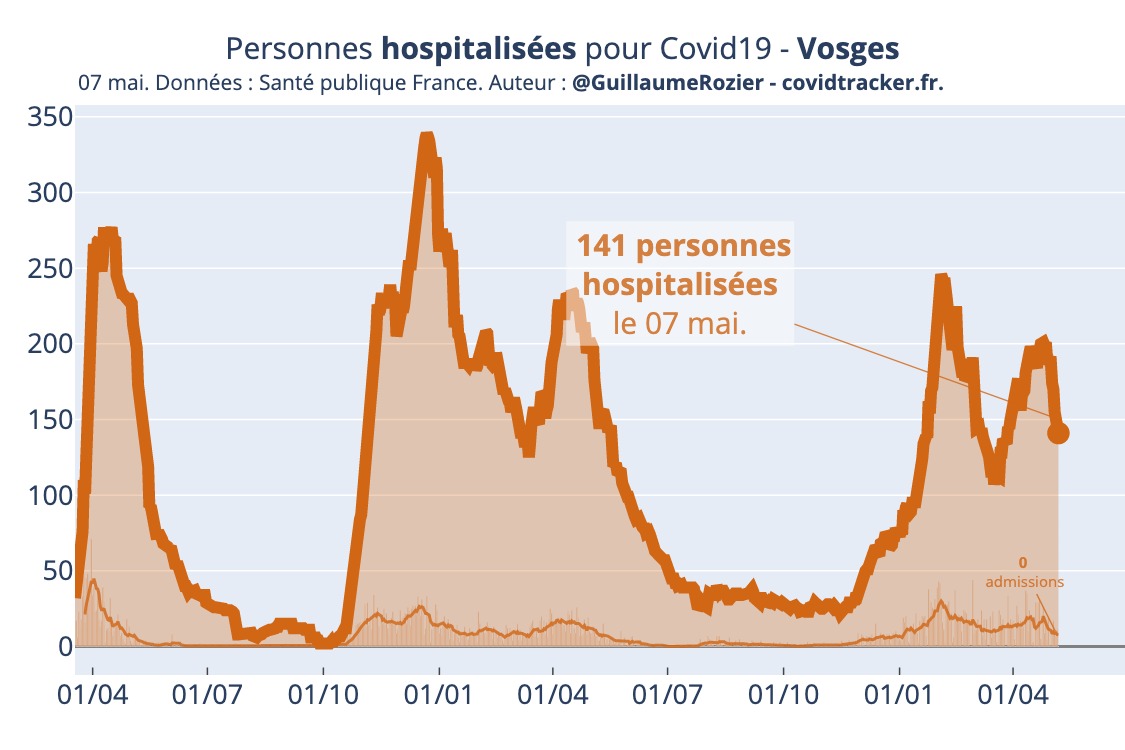 Personnes hospitalisées pour Covid19 - Vosges
07 mai. Données : Santé publique France. Auteur : @GuillaumeRozier - covidtracker.fr.
350
300
250
200
150
100
50
0
141 personnes
hospitalisées
le 07 mai.
0
admissions
01/04 01/07 01/10 01/01 01/04 01/07 01/10 01/01 01/04